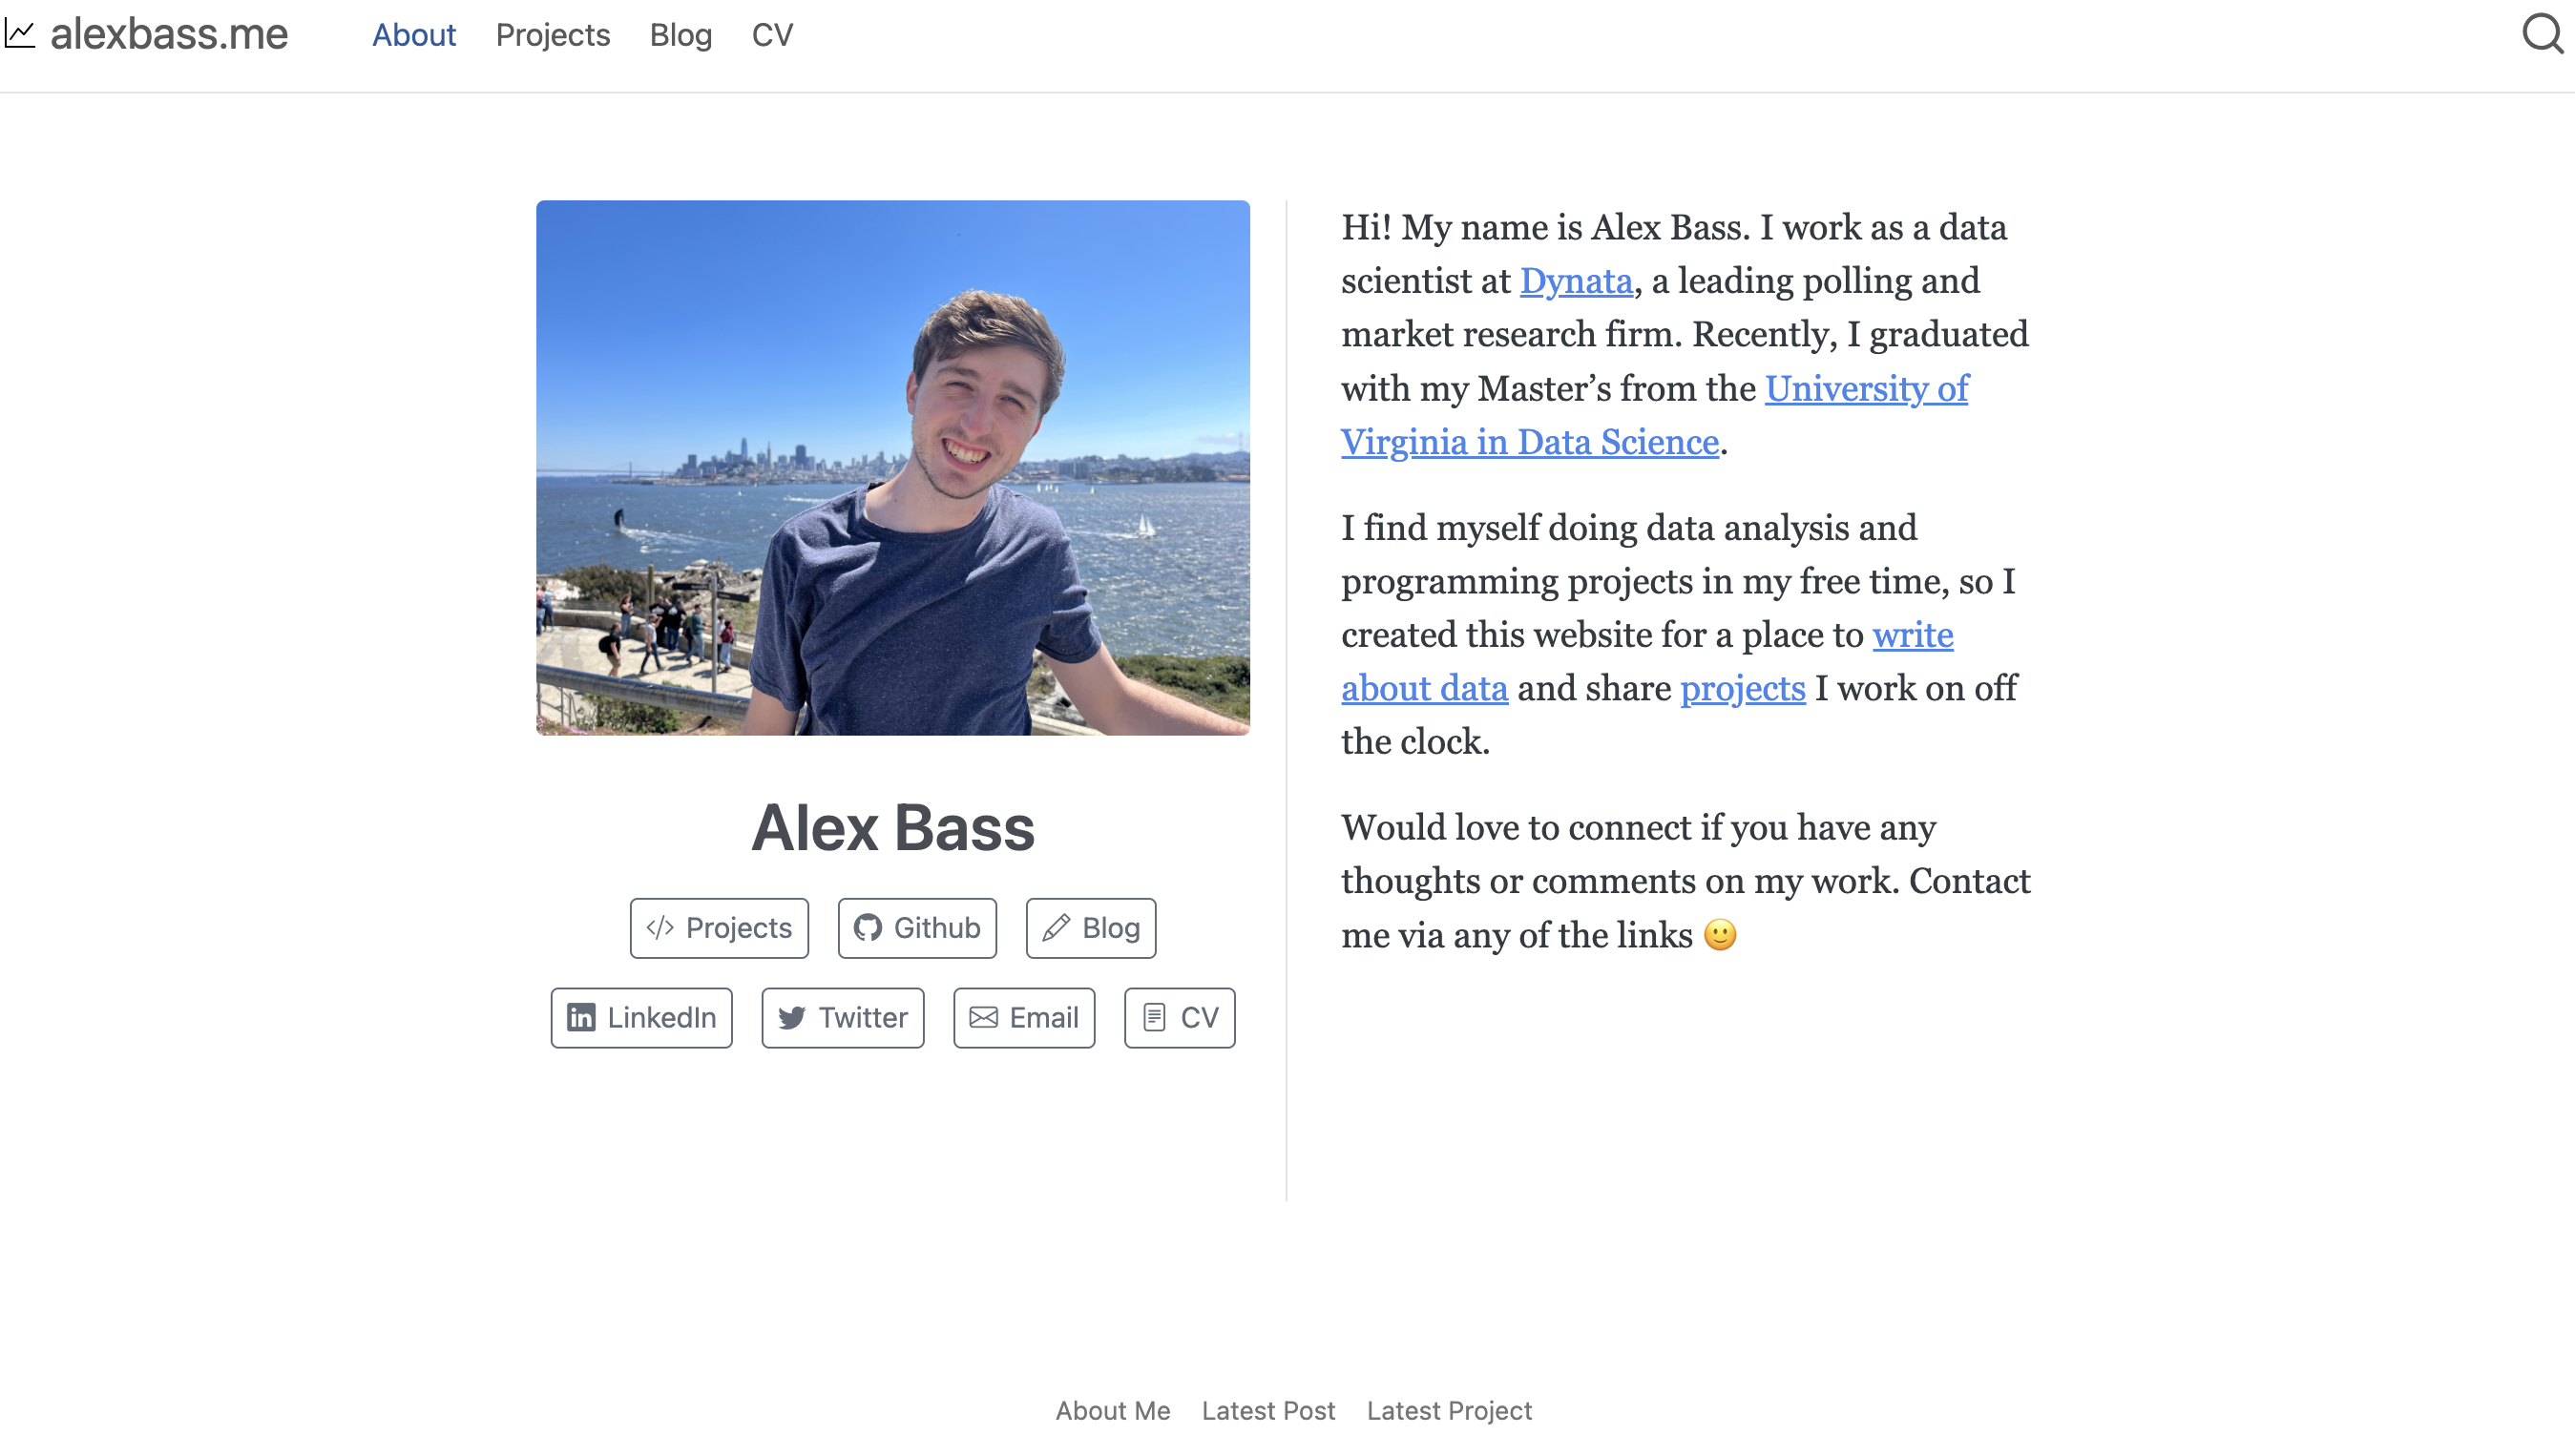 alexbass.me
About
Projects
Blog
CV
Hi! My name is Alex Bass. I work as a data
scientist at Dynata, a leading polling and
market research firm. Recently, I graduated
with my Master’s from the University of
Virginia in Data Science.
I find myself doing data analysis and
programming projects in my free time, so I
created this website for a place to write
about data and share projects I work on off
the clock.
Would love to connect if you have any
thoughts or comments on my work. Contact
me via any of the links 🙂
Alex Bass
Projects
Github
Blog
LinkedIn
Twitter
Email
CV
About Me
Latest Post
Latest Project